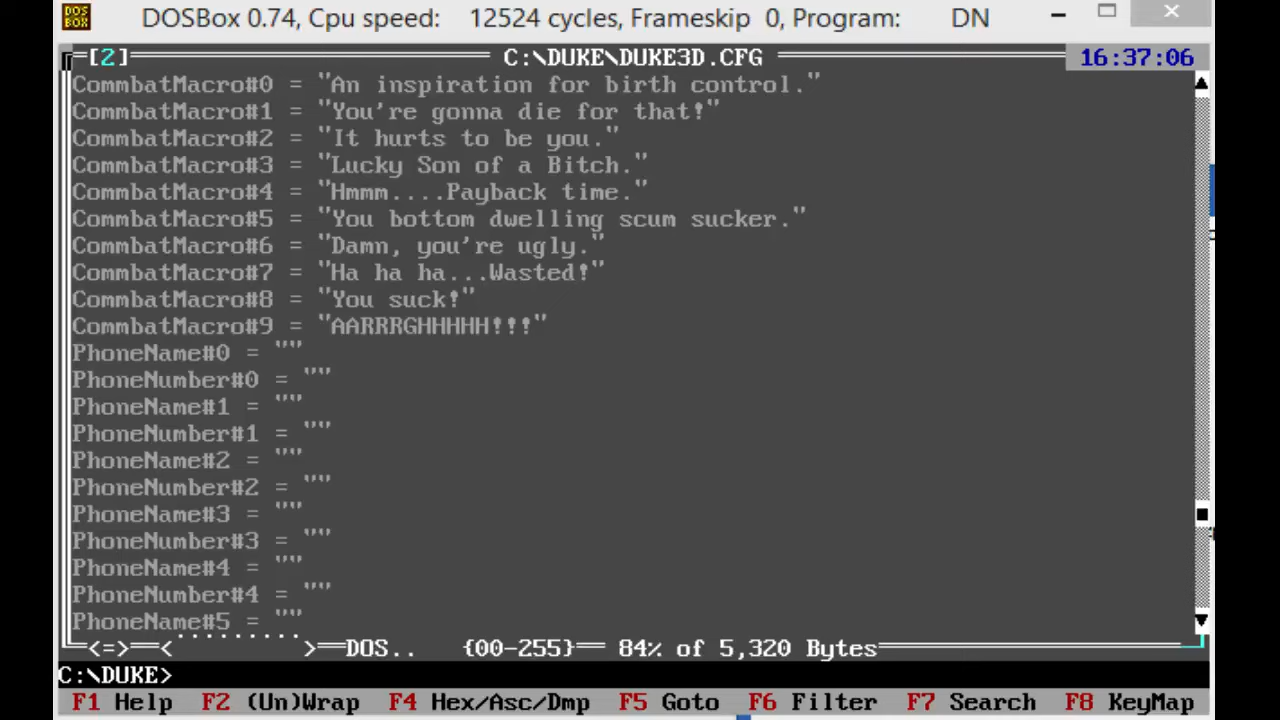 DOS BOX DOSBox 0.74, Cpu speed: 12524 cycles, Frameskip 0, Program: DN
[2] C:\DUKE\DUKE3D.CFG 16:37:06
CommbatMacro#0 = "An inspiration for birth control."
CommbatMacro#1 = "You're gonna die for that!"
CommbatMacro#2 = "It hurts to be you."
CommbatMacro#3 = "Lucky Son of a Bitch."
CommbatMacro#4 = "Hmmm....Payback time."
CommbatMacro#5 = "You bottom dwelling scum sucker."
CommbatMacro#6 = "Damn, you're ugly."
CommbatMacro#7 = "Ha ha ha...Wasted!"
CommbatMacro#8 = "You suck!"
CommbatMacro#9 = "AARRRGHHHHH!!!"
PhoneName#0 = ""
PhoneNumber#0 = ""
PhoneName#1 = ""
PhoneNumber#1 = ""
PhoneName#2 = ""
PhoneNumber#2 = ""
PhoneName#3 = ""
PhoneNumber#3 = ""
PhoneName#4 = ""
PhoneNumber#4 = ""
PhoneName#5 = ""
<=>═<.........>═DOS.. {00-255}═ 84% of 5,320 Bytes
C:\DUKE>
F1 Help F2 (Un)Wrap F4 Hex/Asc/Dmp F5 Goto F6 Filter F7 Search F8 KeyMap